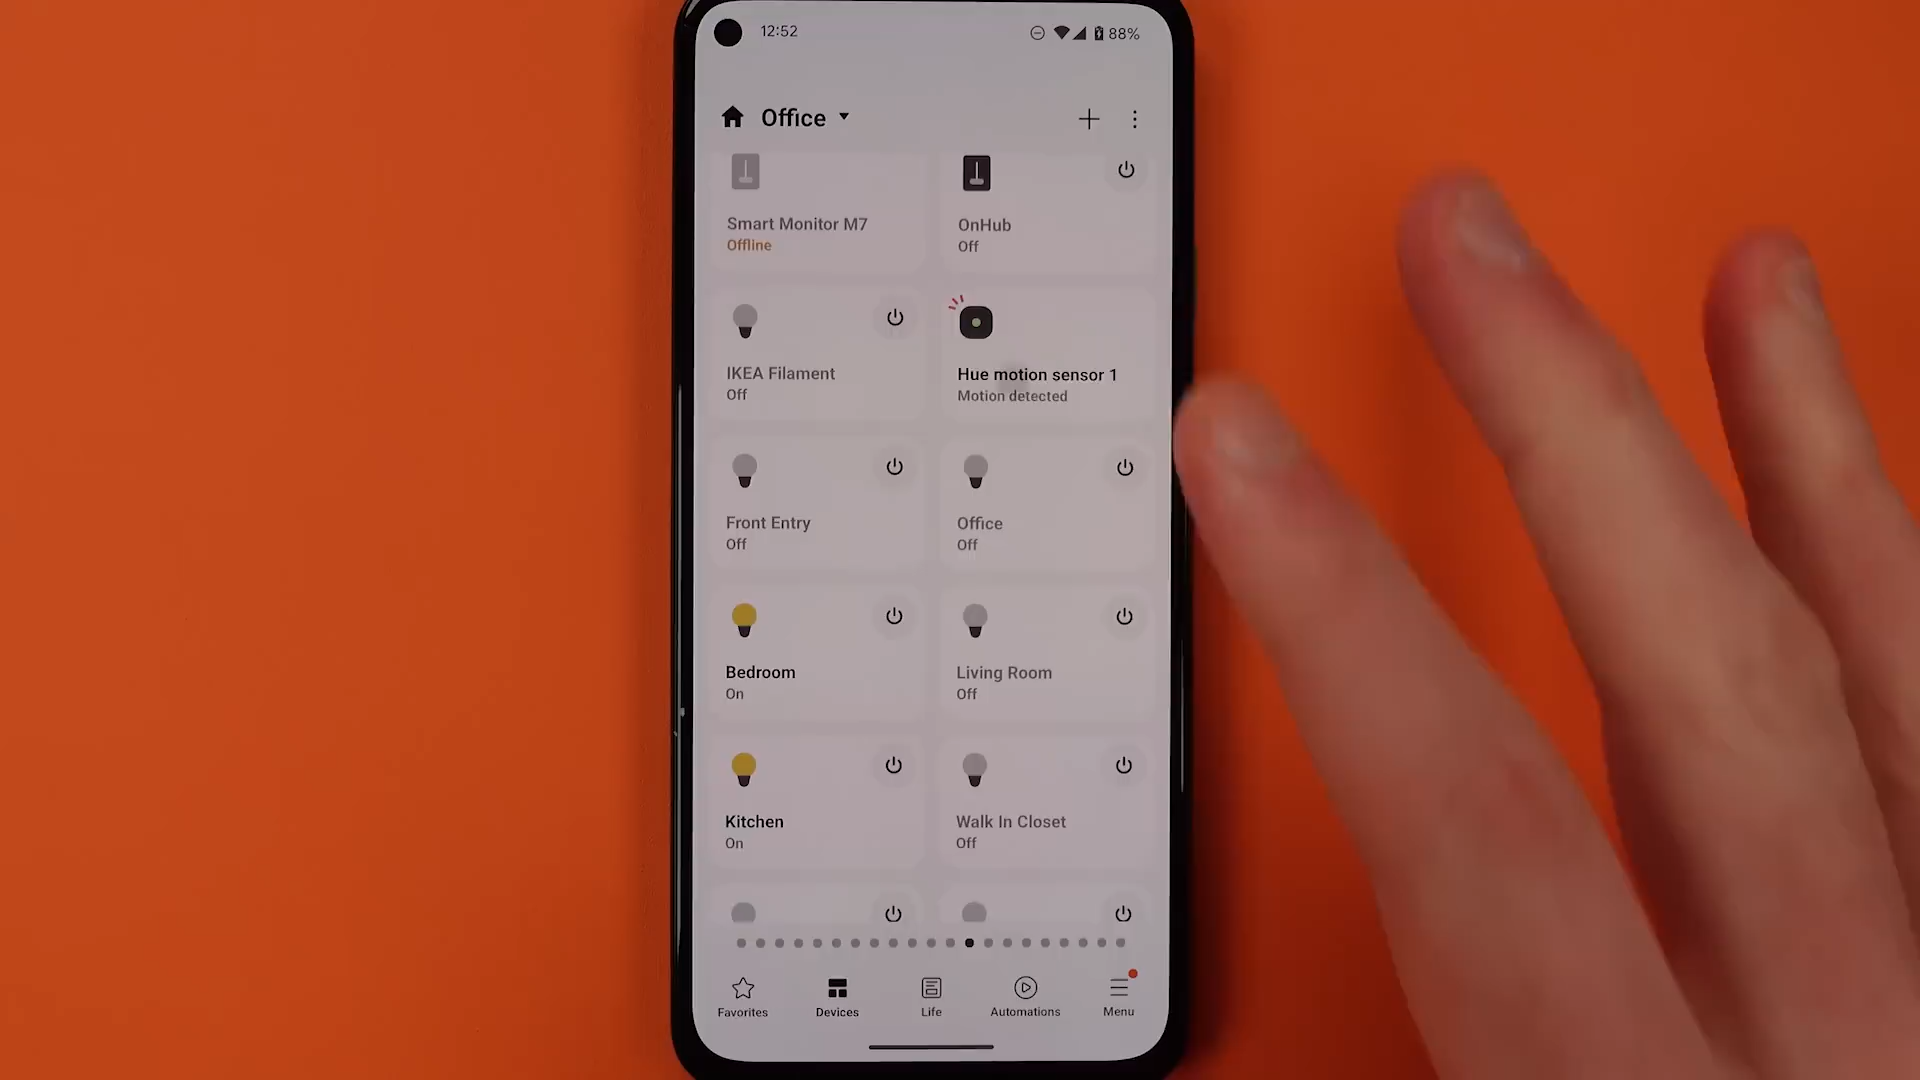 12:52
88%
Office
Smart Monitor M7
Offline
OnHub
Off
IKEA Filament
Off
Hue motion sensor 1
Motion detected
Front Entry
Off
Office
Off
Bedroom
On
Living Room
Off
Kitchen
On
Walk In Closet
Off
Favorites
Devices
Life
Automations
Menu